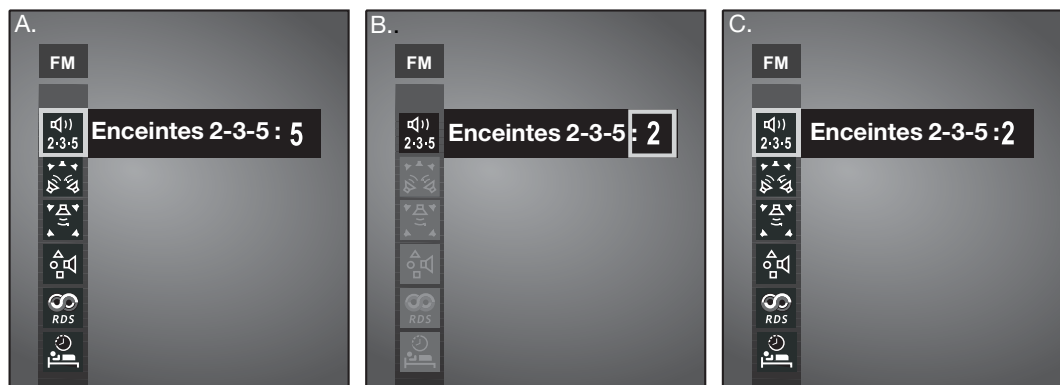 A.
FM
2·3·5
Enceintes 2-3-5 : 5
RDS
B..
FM
2·3·5
Enceintes 2-3-5 : 2
RDS
C.
FM
2·3·5
Enceintes 2-3-5 :2
RDS